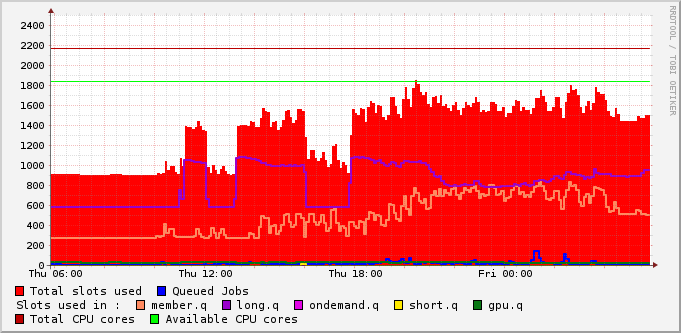 2400
2200
2000
1800
1600
1400
1200
1000
800
600
400
200
0
Thu 06:00 Thu 12:00 Thu 18:00 Fri 00:00
RRDTOOL / TOBI OETIKER
Total slots used Queued Jobs
Slots used in : member.q long.q ondemand.q short.q gpu.q
Total CPU cores Available CPU cores